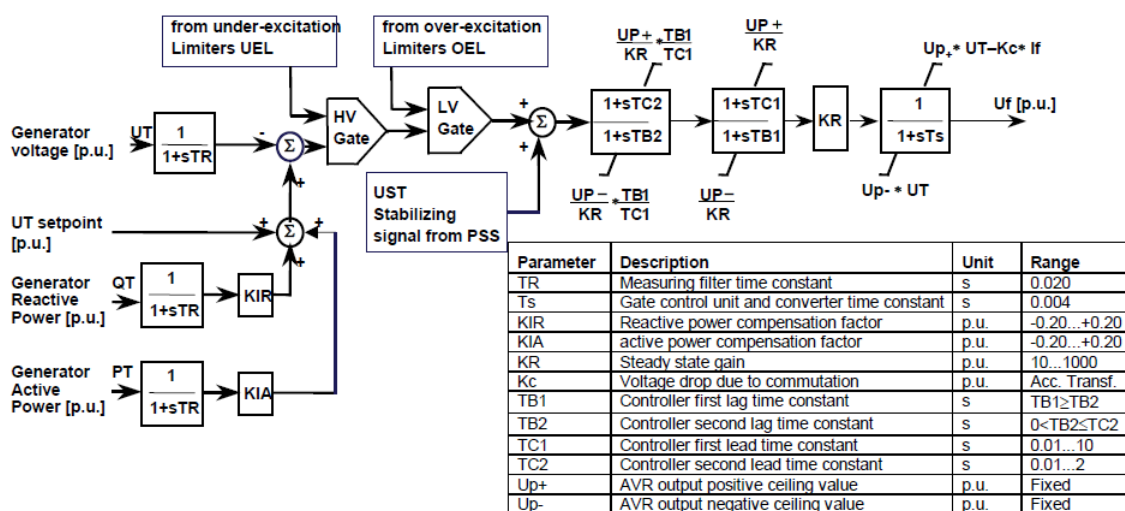 from under-excitation
Limiters UEL
from over-excitation
Limiters OEL
UP+
KR
*
TB1
TC1
UP+
KR
Up+* UT–Kc* If
HV
Gate
LV
Gate
+
+
Σ
1+sTC2
1+sTB2
1+sTC1
1+sTB1
KR
1
1+sTs
Uf [p.u.]
Generator
voltage [p.u.]
UT
1
1+sTR
-
Σ
+
UP–
KR
*
TB1
TC1
UP–
KR
Up- * UT
UST
Stabilizing
signal from PSS
UT setpoint
[p.u.]
+
Σ
+
+
Generator
Reactive
Power [p.u.]
QT
1
1+sTR
KIR
Generator
Active
Power [p.u.]
PT
1
1+sTR
KIA
Parameter Description Unit Range
TR Measuring filter time constant s 0.020
Ts Gate control unit and converter time constant s 0.004
KIR Reactive power compensation factor p.u. -0.20...+0.20
KIA active power compensation factor p.u. -0.20...+0.20
KR Steady state gain p.u. 10...1000
Kc Voltage drop due to commutation p.u. Acc. Transf.
TB1 Controller first lag time constant s TB1≥TB2
TB2 Controller second lag time constant s 0<TB2≤TC2
TC1 Controller first lead time constant s 0.01...10
TC2 Controller second lead time constant s 0.01...2
Up+ AVR output positive ceiling value p.u. Fixed
Up- AVR output negative ceiling value p.u. Fixed